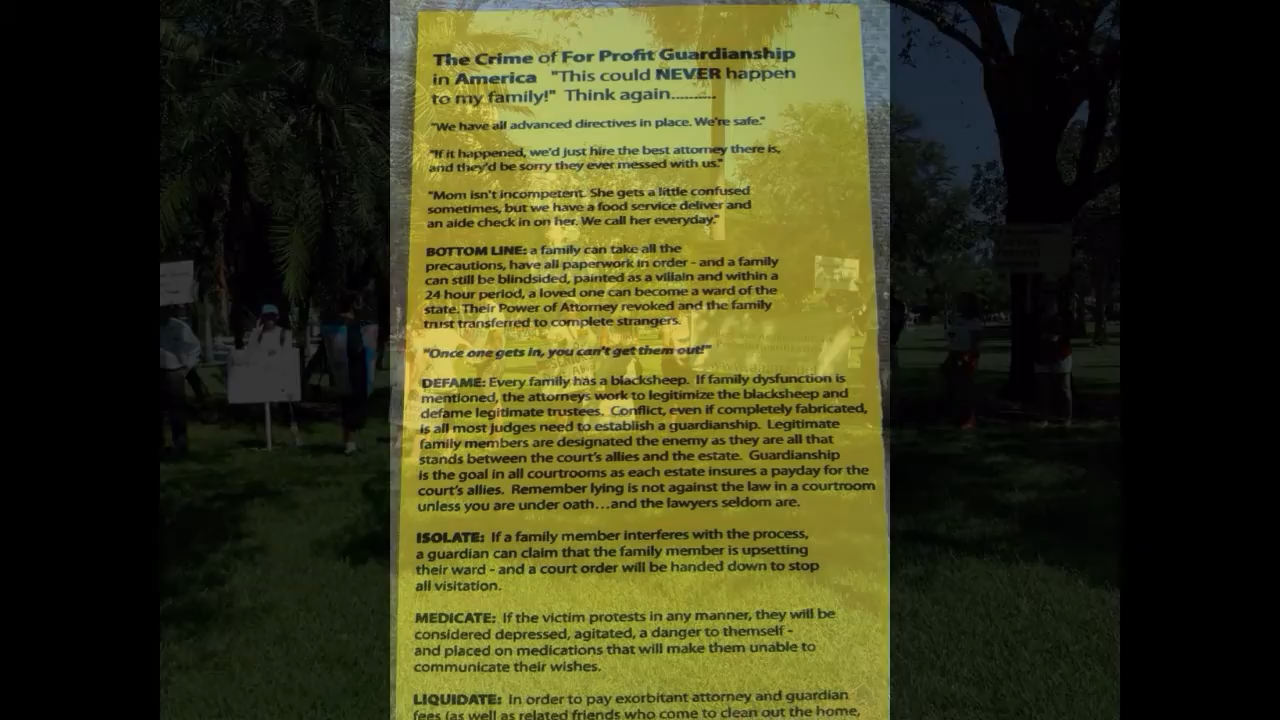 The Crime of For Profit Guardianship
in America "This could NEVER happen
to my family!" Think again..........
"We have all advanced directives in place. We're safe."
"If it happened, we'd just hire the best attorney there is,
and they'd be sorry they ever messed with us."
"Mom isn't incompetent. She gets a little confused
sometimes, but we have a food service deliver and
an aide check in on her. We call her everyday."
BOTTOM LINE: a family can take all the
precautions, have all paperwork in order - and a family
can still be blindsided, painted as a villain and within a
24 hour period, a loved one can become a ward of the
state. Their Power of Attorney revoked and the family
trust transferred to complete strangers.
"Once one gets in, you can't get them out!"
DEFAME: Every family has a blacksheep. If family dysfunction is
mentioned, the attorneys work to legitimize the blacksheep and
defame legitimate trustees. Conflict, even if completely fabricated,
is all most judges need to establish a guardianship. Legitimate
family members are designated the enemy as they are all that
stands between the court's allies and the estate. Guardianship
is the goal in all courtrooms as each estate insures a payday for the
court's allies. Remember lying is not against the law in a courtroom
unless you are under oath...and the lawyers seldom are.
ISOLATE: If a family member interferes with the process,
a guardian can claim that the family member is upsetting
their ward - and a court order will be handed down to stop
all visitation.
MEDICATE: If the victim protests in any manner, they will be
considered depressed, agitated, a danger to themself -
and placed on medications that will make them unable to
communicate their wishes.
LIQUIDATE: In order to pay exorbitant attorney and guardian
fees (as well as related friends who come to clean out the home,